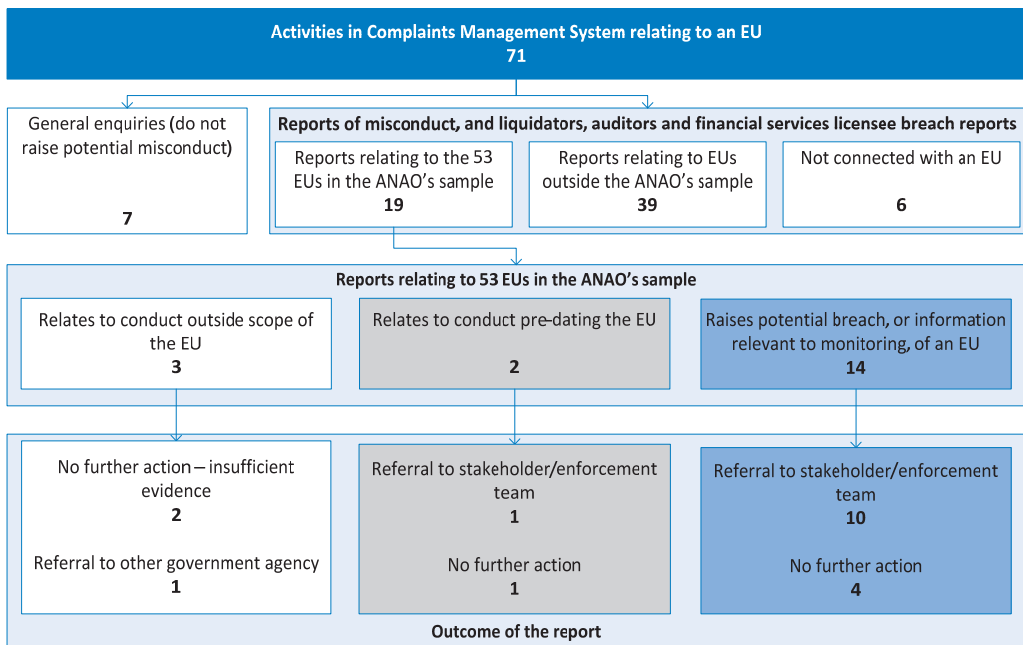 Activities in Complaints Management System relating to an EU
71
General enquiries (do not
raise potential misconduct)
7
Reports of misconduct, and liquidators, auditors and financial services licensee breach reports
Reports relating to the 53
EUs in the ANAO's sample
19
Reports relating to EUs
outside the ANAO's sample
39
Not connected with an EU
6
Reports relating to 53 EUs in the ANAO's sample
Relates to conduct outside scope of
the EU
3
Relates to conduct pre-dating the EU
2
Raises potential breach, or information
relevant to monitoring, of an EU
14
No further action – insufficient
evidence
2
Referral to other government agency
1
Referral to stakeholder/enforcement
team
1
No further action
1
Referral to stakeholder/enforcement
team
10
No further action
4
Outcome of the report